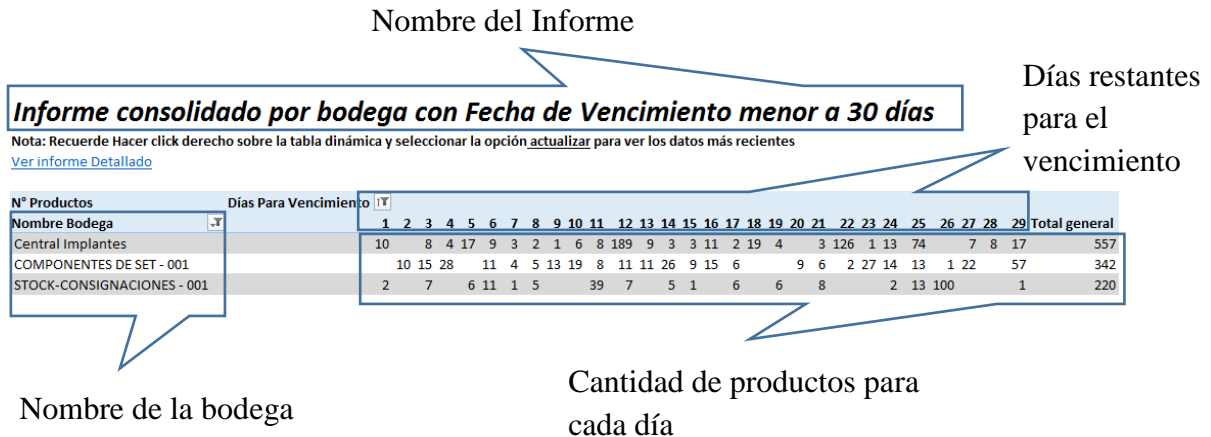 Nombre del Informe
Días restantes
para el
vencimiento
Informe consolidado por bodega con Fecha de Vencimiento menor a 30 días
Nota: Recuerde Hacer click derecho sobre la tabla dinámica y seleccionar la opción actualizar para ver los datos más recientes
Ver informe Detallado
N° Productos Días Para Vencimiento
Nombre Bodega 1 2 3 4 5 6 7 8 9 10 11 12 13 14 15 16 17 18 19 20 21 22 23 24 25 26 27 28 29 Total general
Central Implantes 10 8 4 17 9 3 2 1 6 8 189 9 3 3 11 2 19 4 3 126 1 13 74 7 8 17 557
COMPONENTES DE SET - 001 10 15 28 11 4 5 13 19 8 11 11 26 9 15 6 9 6 2 27 14 13 1 22 57 342
STOCK-CONSIGNACIONES - 001 2 7 6 11 1 5 39 7 5 1 6 6 8 2 13 100 1 220
Nombre de la bodega
Cantidad de productos para
cada día